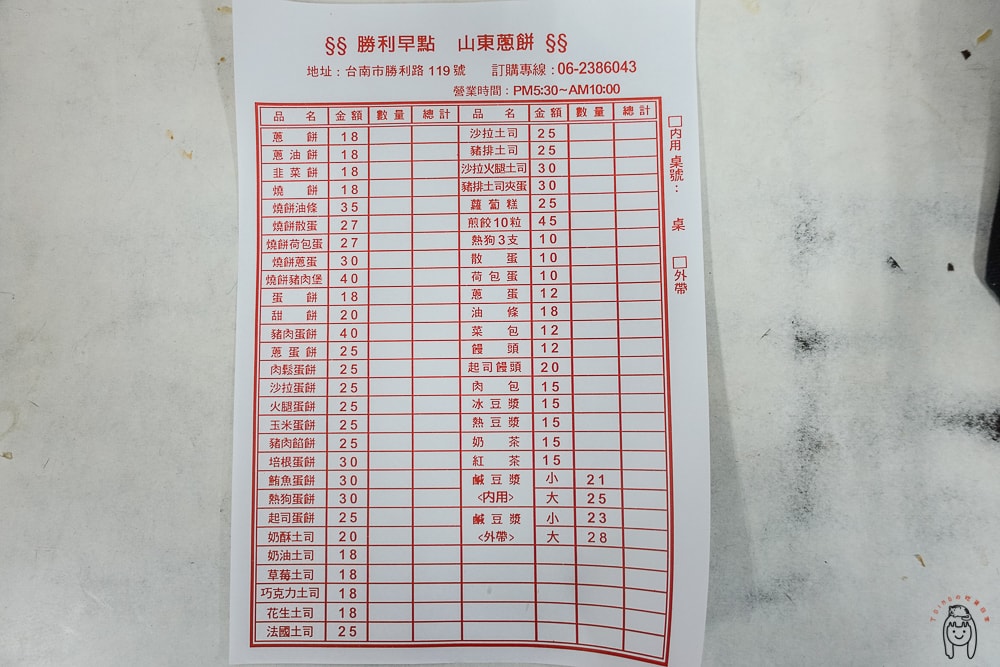 §§ 勝利早點 山東蔥餅 §§
地址：台南市勝利路119號 訂購專線：06-2386043
營業時間：PM5:30~AM10:00
品名 金額 數量 總計 品名 金額 數量 總計
蔥餅 18 沙拉土司 25
蔥油餅 18 豬排土司 25
韭菜餅 18 沙拉火腿土司 30
燒餅 18 豬排土司夾蛋 30
燒餅油條 35 蘿蔔糕 25
燒餅散蛋 27 煎餃10粒 45
燒餅荷包蛋 27 熱狗3支 10
燒餅蔥蛋 30 散蛋 10
燒餅豬肉堡 40 荷包蛋 10
蛋餅 18 蔥蛋 12
甜餅 20 油條 18
豬肉蛋餅 40 菜包 12
蔥蛋餅 25 饅頭 12
肉鬆蛋餅 25 起司饅頭 20
沙拉蛋餅 25 肉包 15
火腿蛋餅 25 冰豆漿 15
玉米蛋餅 25 熱豆漿 15
豬肉餡餅 25 奶茶 15
培根蛋餅 30 紅茶 15
鮪魚蛋餅 30 鹹豆漿 小 21
熱狗蛋餅 30 <內用> 大 25
起司蛋餅 25 鹹豆漿 小 23
奶酥土司 20 <外帶> 大 28
奶油土司 18
草莓土司 18
巧克力土司 18
花生土司 18
法國土司 25
□內用 桌號： 桌
□外帶